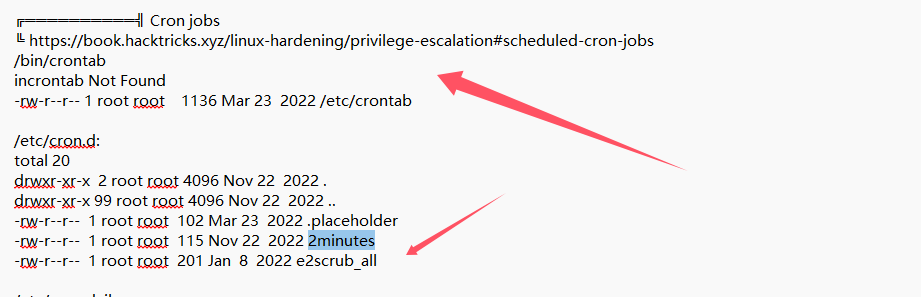 ╔══════════╣ Cron jobs
╚ https://book.hacktricks.xyz/linux-hardening/privilege-escalation#scheduled-cron-jobs
/bin/crontab
incrontab Not Found
-rw-r--r-- 1 root root    1136 Mar 23  2022 /etc/crontab
/etc/cron.d:
total 20
drwxr-xr-x  2 root root 4096 Nov 22  2022 .
drwxr-xr-x 99 root root 4096 Nov 22  2022 ..
-rw-r--r--  1 root root  102 Mar 23  2022 .placeholder
-rw-r--r--  1 root root  115 Nov 22  2022 2minutes
-rw-r--r--  1 root root  201 Jan  8  2022 e2scrub_all